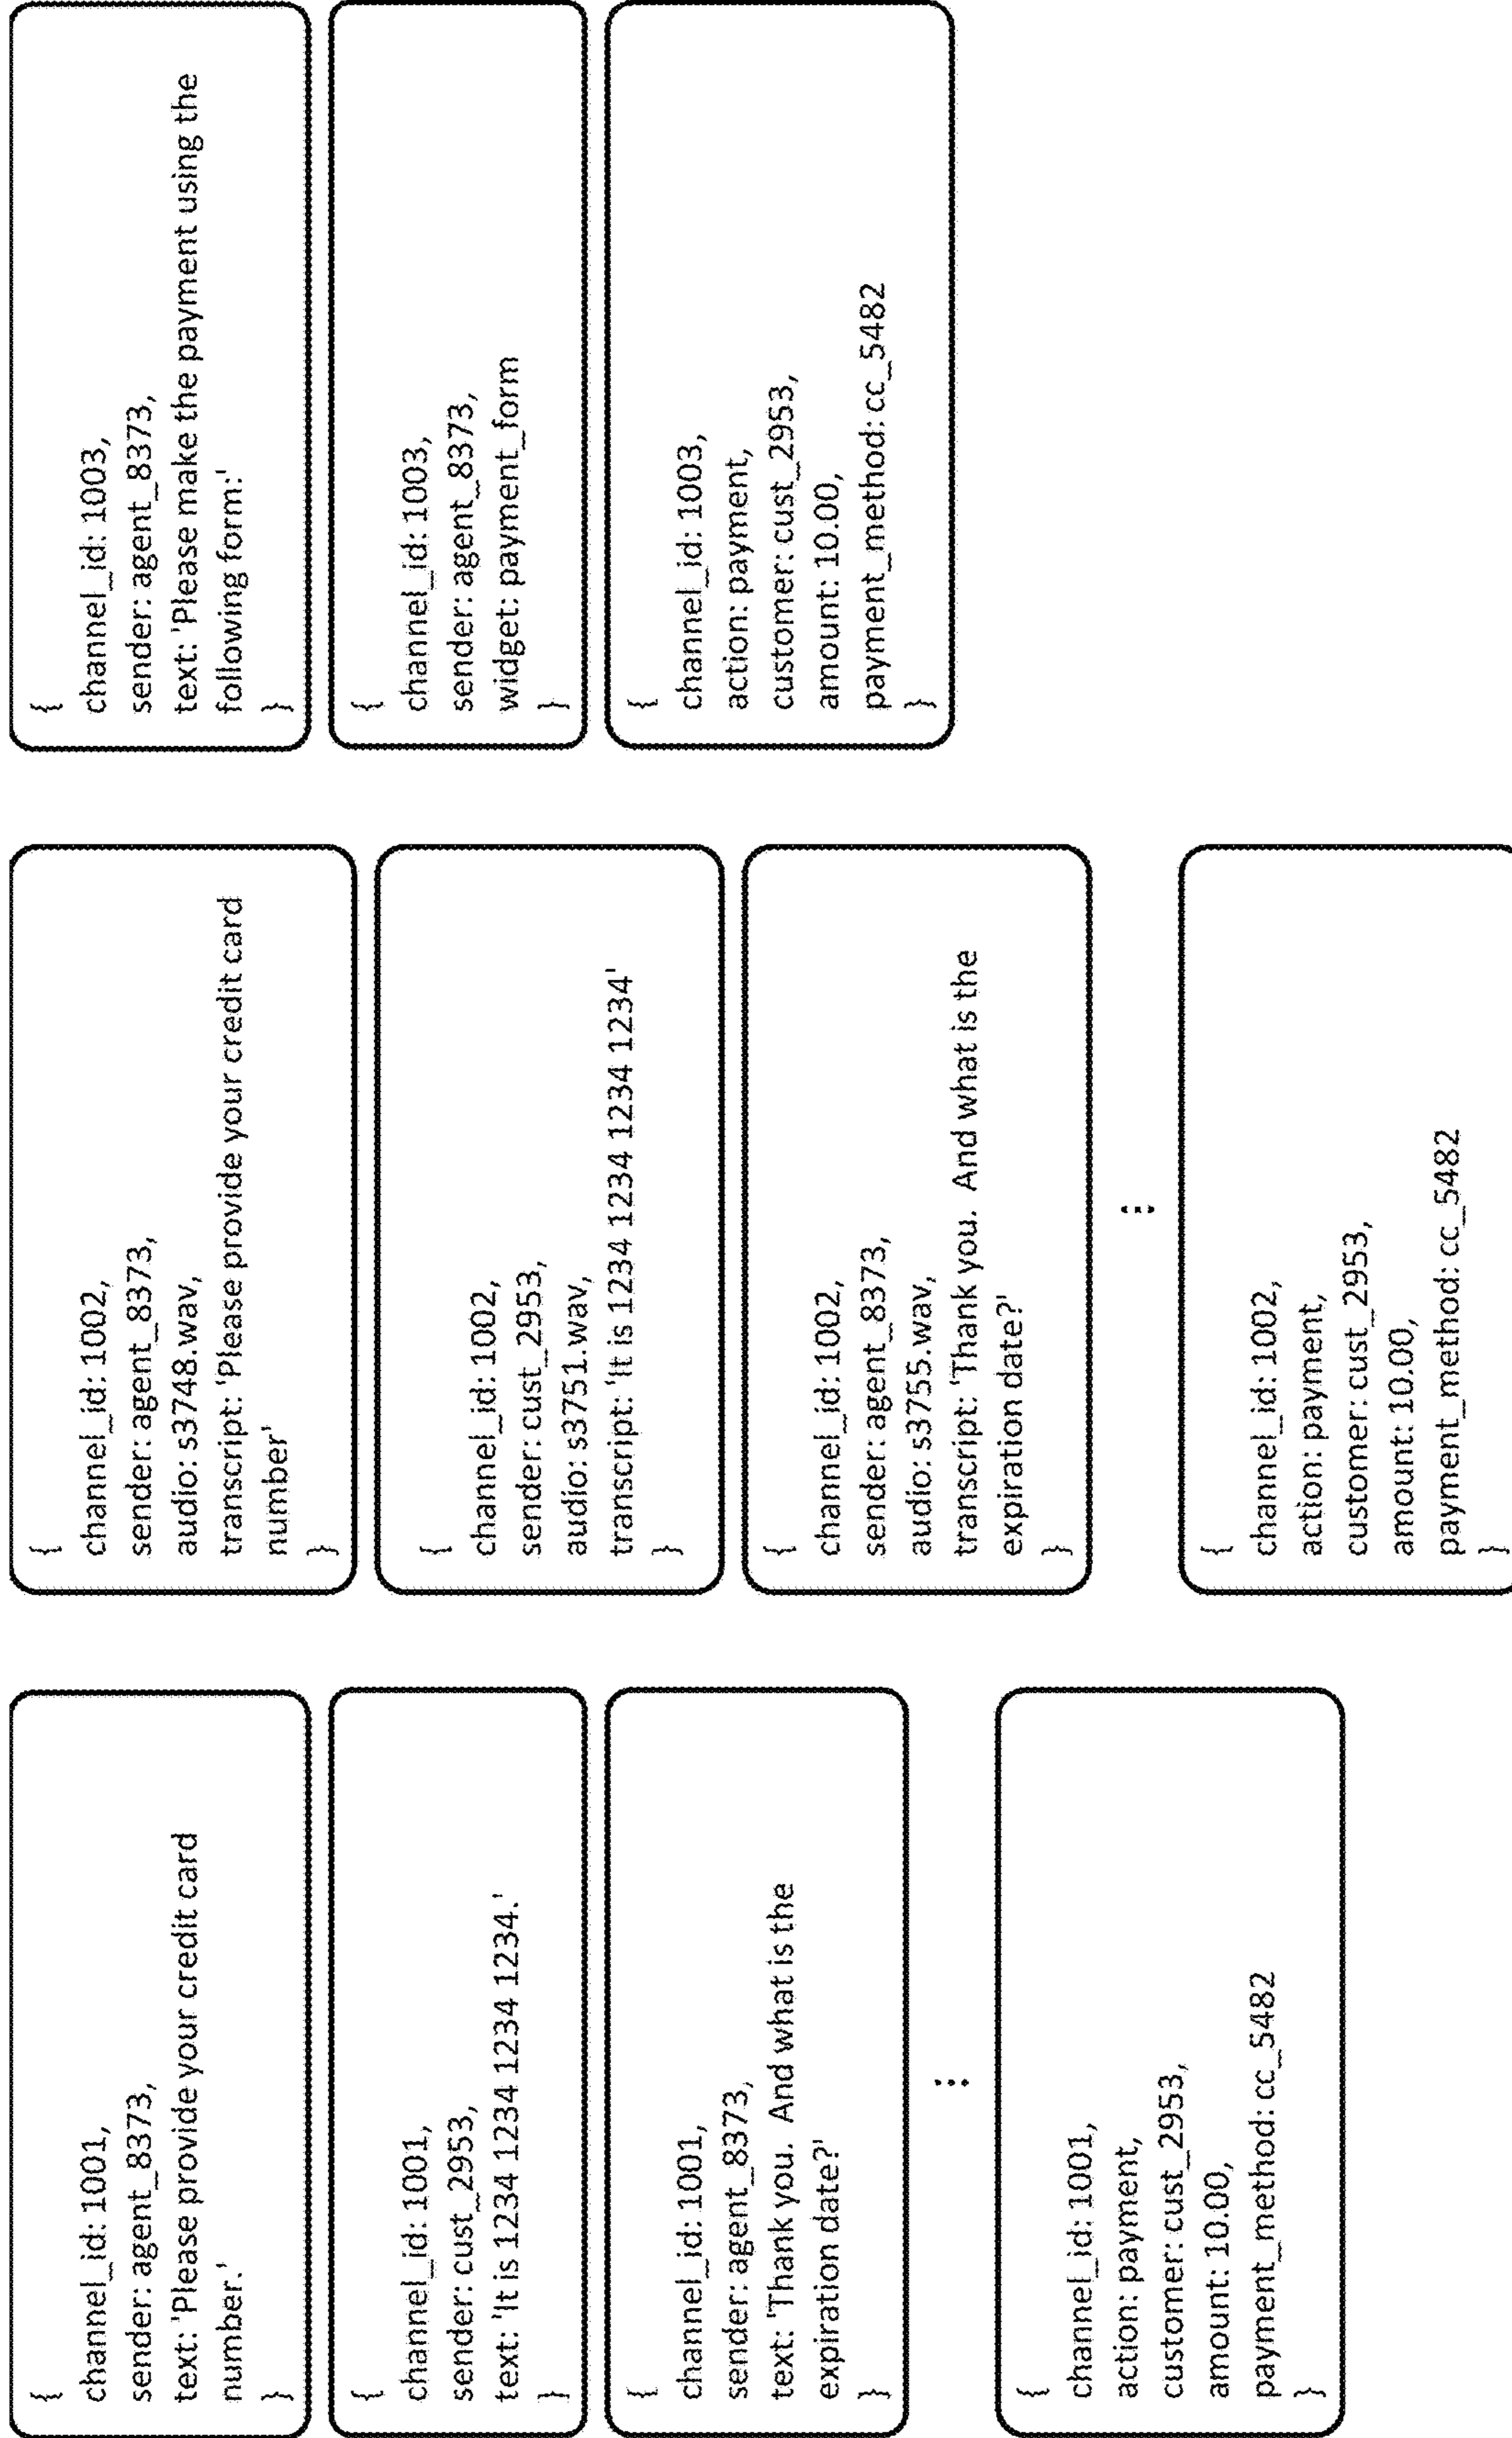 {
channel_id: 1001,
sender: agent_8373,
text: 'Please provide your credit card
number.'
}
{
channel_id: 1001,
sender: cust_2953,
text: 'It is 1234 1234 1234 1234.'
}
{
channel_id: 1001,
sender: agent_8373,
text: 'Thank you.  And what is the
expiration date?'
}
...
{
channel_id: 1001,
action: payment,
customer: cust_2953,
amount: 10.00,
payment_method: cc_5482
}
{
channel_id: 1002,
sender: agent_8373,
audio: s3748.wav,
transcript: 'Please provide your credit card
number'
}
{
channel_id: 1002,
sender: cust_2953,
audio: s3751.wav,
transcript: 'It is 1234 1234 1234 1234'
}
{
channel_id: 1002,
sender: agent_8373,
audio: s3755.wav,
transcript: 'Thank you.  And what is the
expiration date?'
}
...
{
channel_id: 1002,
action: payment,
customer: cust_2953,
amount: 10.00,
payment_method: cc_5482
}
{
channel_id: 1003,
sender: agent_8373,
text: 'Please make the payment using the
following form:'
}
{
channel_id: 1003,
sender: agent_8373,
widget: payment_form
}
{
channel_id: 1003,
action: payment,
customer: cust_2953,
amount: 10.00,
payment_method: cc_5482
}